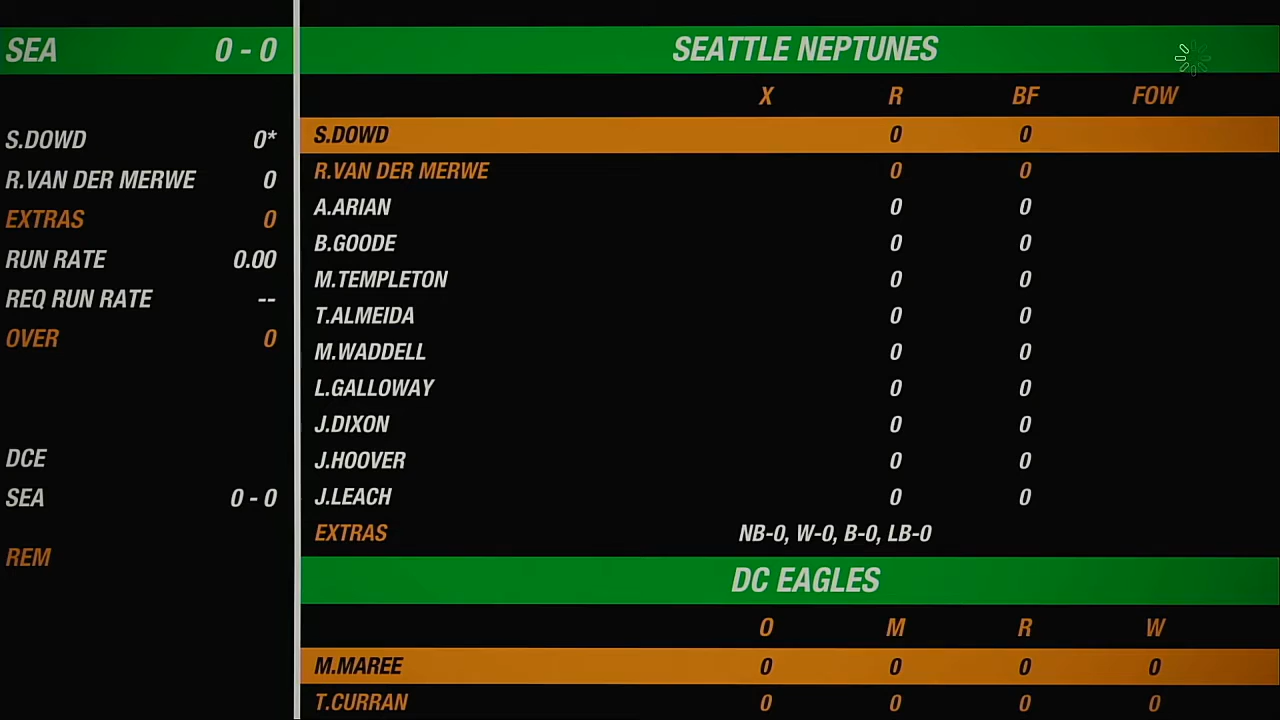 SEA 0 - 0
S.DOWD 0*
R.VAN DER MERWE 0
EXTRAS 0
RUN RATE 0.00
REQ RUN RATE --
OVER 0
DCE
SEA 0 - 0
REM
SEATTLE NEPTUNES
X R BF FOW
S.DOWD 0 0
R.VAN DER MERWE 0 0
A.ARIAN 0 0
B.GOODE 0 0
M.TEMPLETON 0 0
T.ALMEIDA 0 0
M.WADDELL 0 0
L.GALLOWAY 0 0
J.DIXON 0 0
J.HOOVER 0 0
J.LEACH 0 0
EXTRAS NB-0, W-0, B-0, LB-0
DC EAGLES
O M R W
M.MAREE 0 0 0 0
T.CURRAN 0 0 0 0